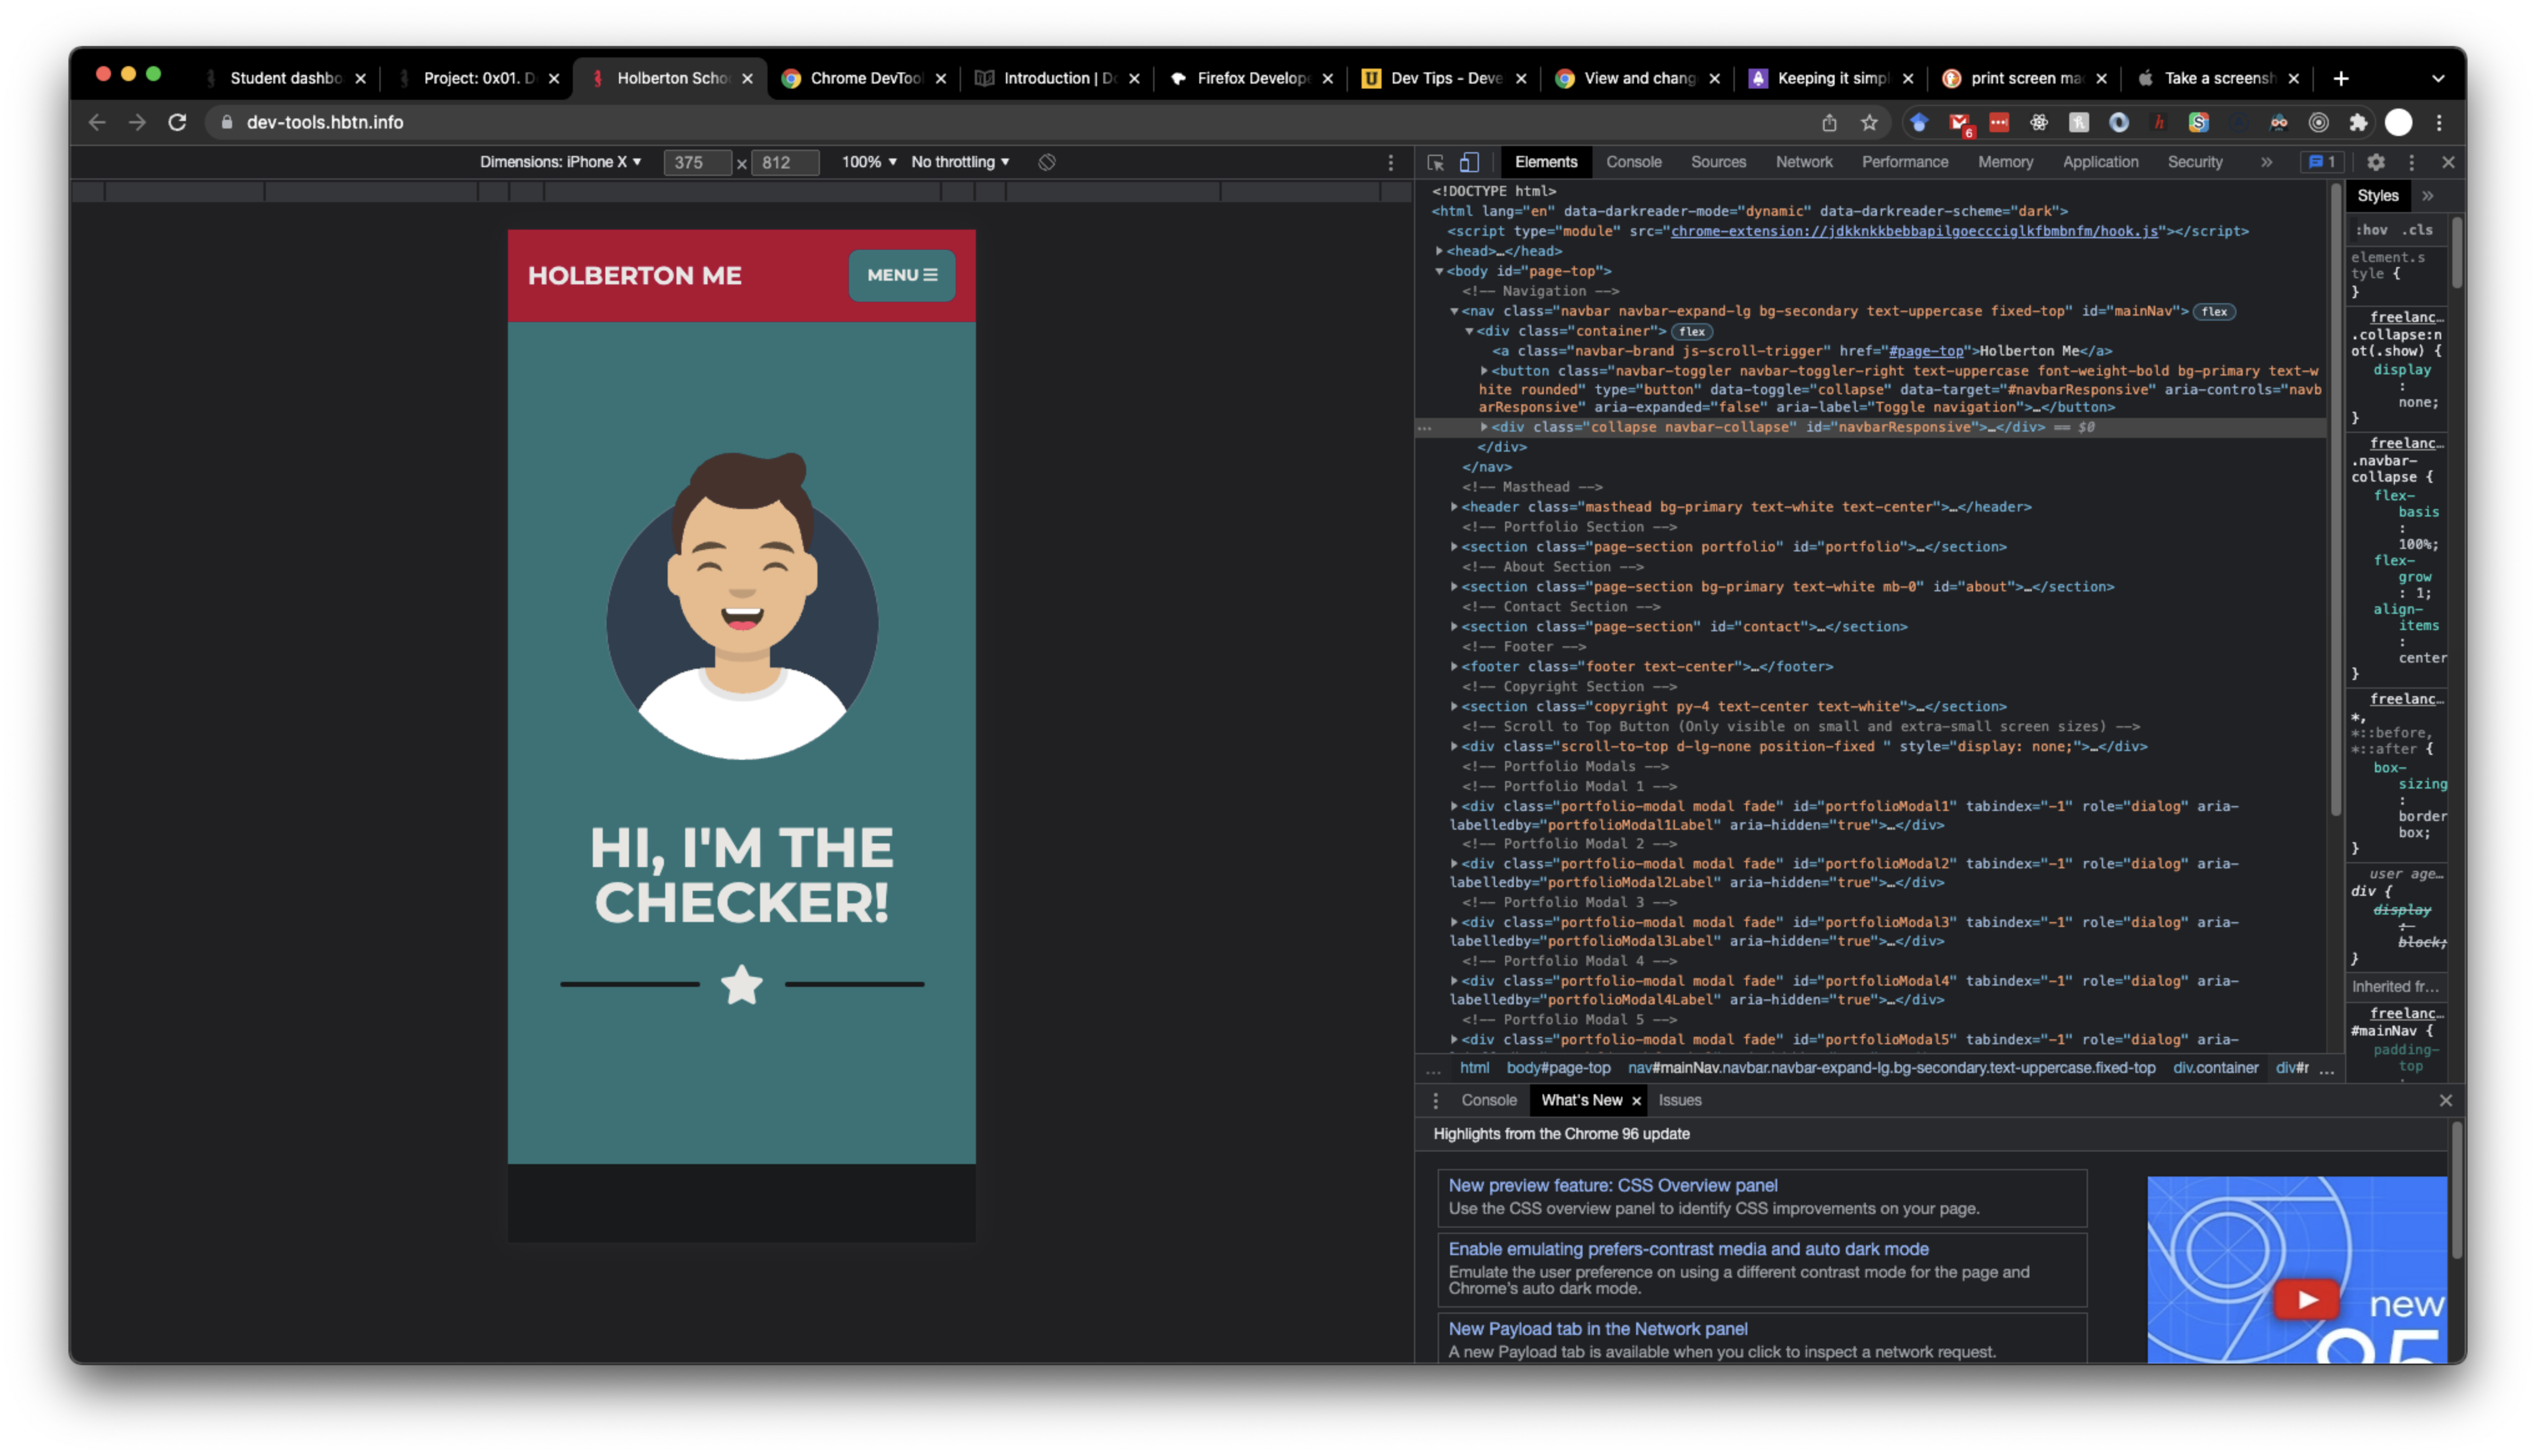 Student dashbo
Project: 0x01. D
Holberton Scho
Chrome DevTool
Introduction | Do
Firefox Develope
Dev Tips - Deve
View and chang
Keeping it simpl
print screen ma
Take a screensh
dev-tools.hbtn.info
6
Dimensions: iPhone X 375 x 812 100% No throttling
HOLBERTON ME
MENU
HI, I'M THE
CHECKER!
Elements Console Sources Network Performance Memory Application Security » 1
<!DOCTYPE html>
<html lang="en" data-darkreader-mode="dynamic" data-darkreader-scheme="dark">
<script type="module" src="chrome-extension://jdkknkkbebbapilgoeccciglkfbmbnfm/hook.js"></script>
<head>…</head>
<body id="page-top">
<!-- Navigation -->
<nav class="navbar navbar-expand-lg bg-secondary text-uppercase fixed-top" id="mainNav"> flex
<div class="container"> flex
<a class="navbar-brand js-scroll-trigger" href="#page-top">Holberton Me</a>
<button class="navbar-toggler navbar-toggler-right text-uppercase font-weight-bold bg-primary text-w
hite rounded" type="button" data-toggle="collapse" data-target="#navbarResponsive" aria-controls="navb
arResponsive" aria-expanded="false" aria-label="Toggle navigation">…</button>
<div class="collapse navbar-collapse" id="navbarResponsive">…</div> == $0
</div>
</nav>
<!-- Masthead -->
<header class="masthead bg-primary text-white text-center">…</header>
<!-- Portfolio Section -->
<section class="page-section portfolio" id="portfolio">…</section>
<!-- About Section -->
<section class="page-section bg-primary text-white mb-0" id="about">…</section>
<!-- Contact Section -->
<section class="page-section" id="contact">…</section>
<!-- Footer -->
<footer class="footer text-center">…</footer>
<!-- Copyright Section -->
<section class="copyright py-4 text-center text-white">…</section>
<!-- Scroll to Top Button (Only visible on small and extra-small screen sizes) -->
<div class="scroll-to-top d-lg-none position-fixed " style="display: none;">…</div>
<!-- Portfolio Modals -->
<!-- Portfolio Modal 1 -->
<div class="portfolio-modal modal fade" id="portfolioModal1" tabindex="-1" role="dialog" aria-
labelledby="portfolioModal1Label" aria-hidden="true">…</div>
<!-- Portfolio Modal 2 -->
<div class="portfolio-modal modal fade" id="portfolioModal2" tabindex="-1" role="dialog" aria-
labelledby="portfolioModal2Label" aria-hidden="true">…</div>
<!-- Portfolio Modal 3 -->
<div class="portfolio-modal modal fade" id="portfolioModal3" tabindex="-1" role="dialog" aria-
labelledby="portfolioModal3Label" aria-hidden="true">…</div>
<!-- Portfolio Modal 4 -->
<div class="portfolio-modal modal fade" id="portfolioModal4" tabindex="-1" role="dialog" aria-
labelledby="portfolioModal4Label" aria-hidden="true">…</div>
<!-- Portfolio Modal 5 -->
<div class="portfolio-modal modal fade" id="portfolioModal5" tabindex="-1" role="dialog" aria-
... html body#page-top nav#mainNav.navbar.navbar-expand-lg.bg-secondary.text-uppercase.fixed-top div.container div#r ...
Styles »
:hov .cls
element.s
tyle {
}
freelanc…
.collapse:n
ot(.show) {
display
:
none;
}
freelanc…
.navbar-
collapse {
flex-
basis
:
100%;
flex-
grow
: 1;
align-
items
:
center
}
freelanc…
*,
*::before,
*::after {
box-
sizing
:
border
box;
}
user age…
div {
display
:
block;
}
Inherited fr…
freelanc…
#mainNav {
padding-
top
Console What's New Issues
Highlights from the Chrome 96 update
New preview feature: CSS Overview panel
Use the CSS overview panel to identify CSS improvements on your page.
Enable emulating prefers-contrast media and auto dark mode
Emulate the user preference on using a different contrast mode for the page and
Chrome's auto dark mode.
New Payload tab in the Network panel
A new Payload tab is available when you click to inspect a network request.
new